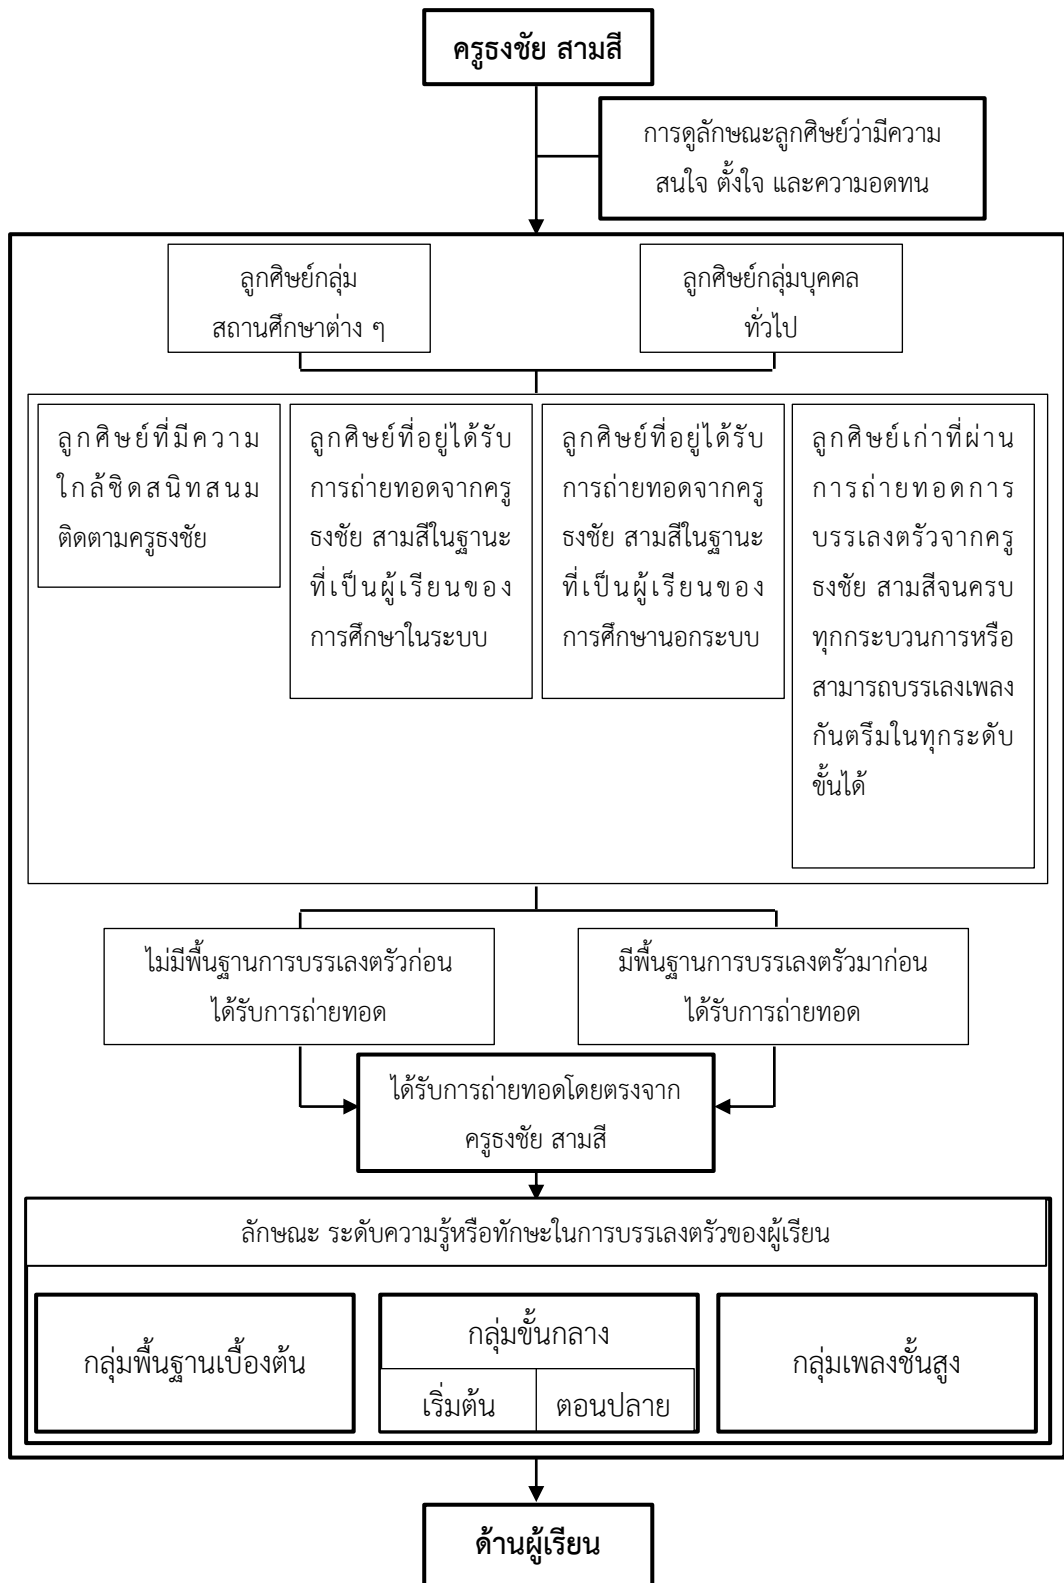 ครูธงชัย สามสี
การดูลักษณะลูกศิษย์ว่ามีความ
สนใจ ตั้งใจ และความอดทน
ลูกศิษย์กลุ่ม
สถานศึกษาต่าง ๆ
ลูกศิษย์กลุ่มบุคคล
ทั่วไป
ลูกศิษย์ที่มีความ
ใกล้ชิดสนิทสนม
ติดตามครูธงชัย
ลูกศิษย์ที่อยู่ได้รับ
การถ่ายทอดจากครู
ธงชัย สามสีในฐานะ
ที่เป็นผู้เรียนของ
การศึกษาในระบบ
ลูกศิษย์ที่อยู่ได้รับ
การถ่ายทอดจากครู
ธงชัย สามสีในฐานะ
ที่เป็นผู้เรียนของ
การศึกษานอกระบบ
ลูกศิษย์เก่าที่ผ่าน
การถ่ายทอดการ
บรรเลงตรัวจากครู
ธงชัย สามสีจนครบ
ทุกกระบวนการหรือ
สามารถบรรเลงเพลง
กันตรึมในทุกระดับ
ขั้นได้
ไม่มีพื้นฐานการบรรเลงตรัวก่อน
ได้รับการถ่ายทอด
มีพื้นฐานการบรรเลงตรัวมาก่อน
ได้รับการถ่ายทอด
ได้รับการถ่ายทอดโดยตรงจาก
ครูธงชัย สามสี
ลักษณะ ระดับความรู้หรือทักษะในการบรรเลงตรัวของผู้เรียน
กลุ่มพื้นฐานเบื้องต้น
กลุ่มขั้นกลาง
เริ่มต้น
ตอนปลาย
กลุ่มเพลงชั้นสูง
ด้านผู้เรียน